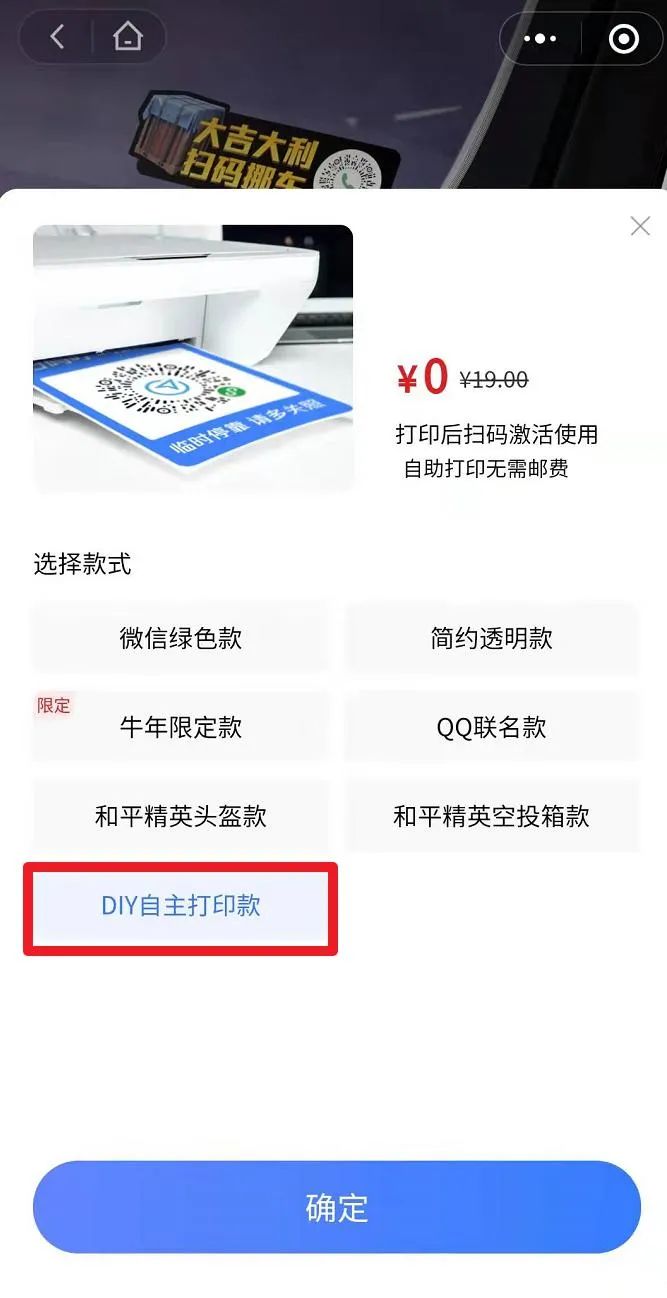 大吉大利
扫码挪车
临时停靠 请多关照
¥0 ¥19.00
打印后扫码激活使用
自助打印无需邮费
选择款式
微信绿色款
简约透明款
限定
牛年限定款
QQ联名款
和平精英头盔款
和平精英空投箱款
DIY自主打印款
确定